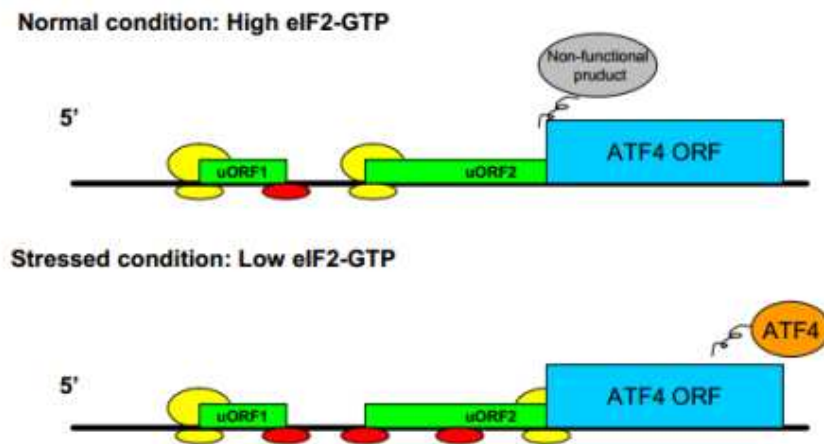 Normal condition: High eIF2-GTP
Non-functional
pruduct
5’
ATF4 ORF
uORF1
uORF2
Stressed condition: Low eIF2-GTP
ATF4
5’
ATF4 ORF
uORF1
uORF2